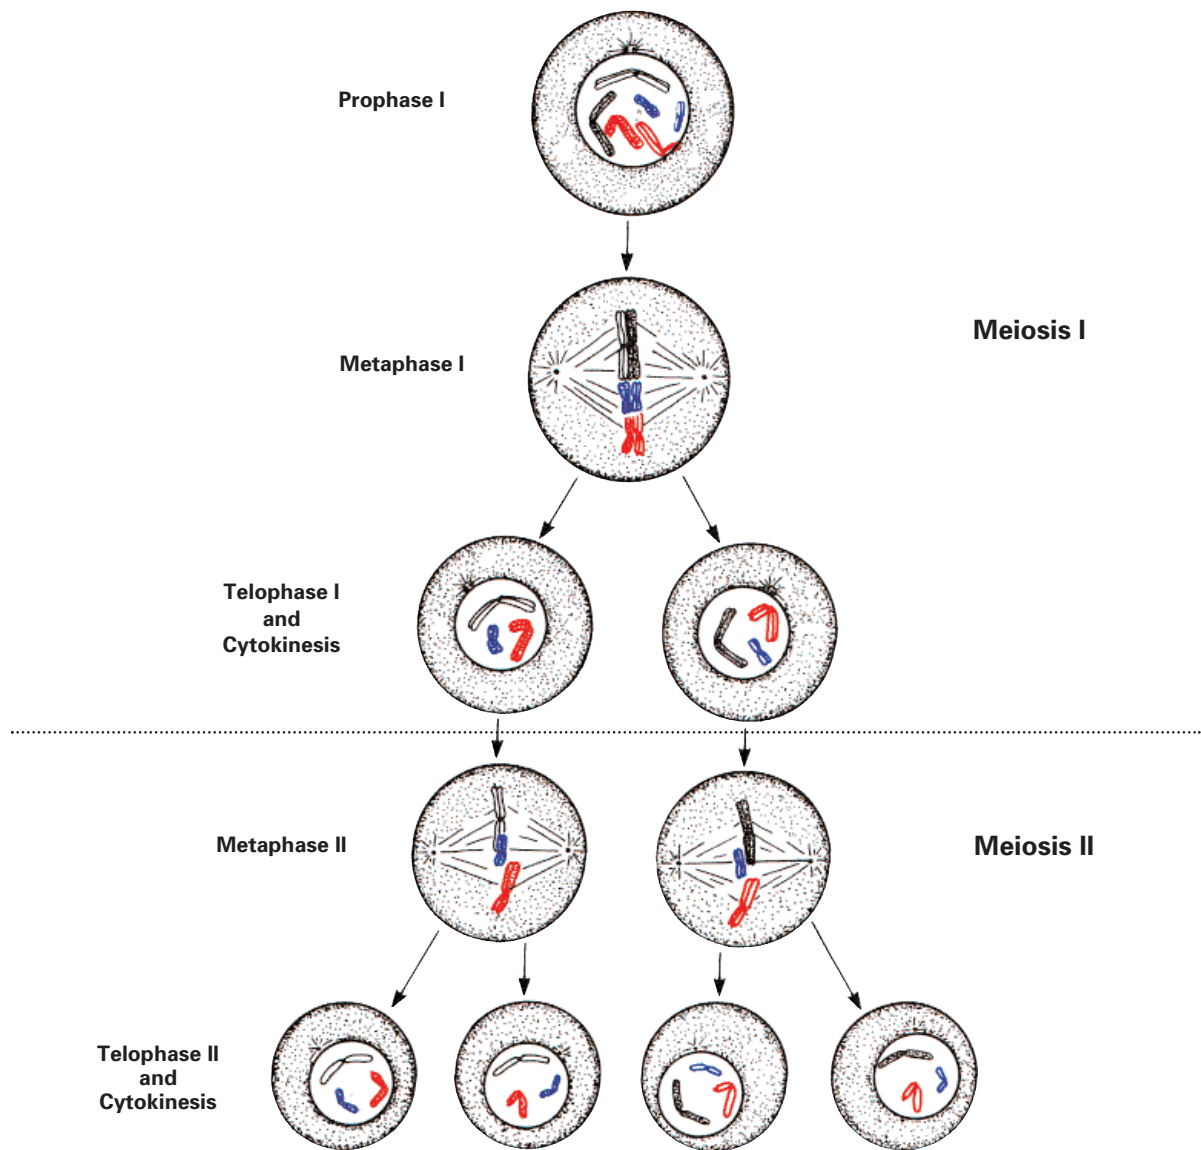 Prophase I
Metaphase I
Meiosis I
Telophase I
and
Cytokinesis
Metaphase II
Meiosis II
Telophase II
and
Cytokinesis